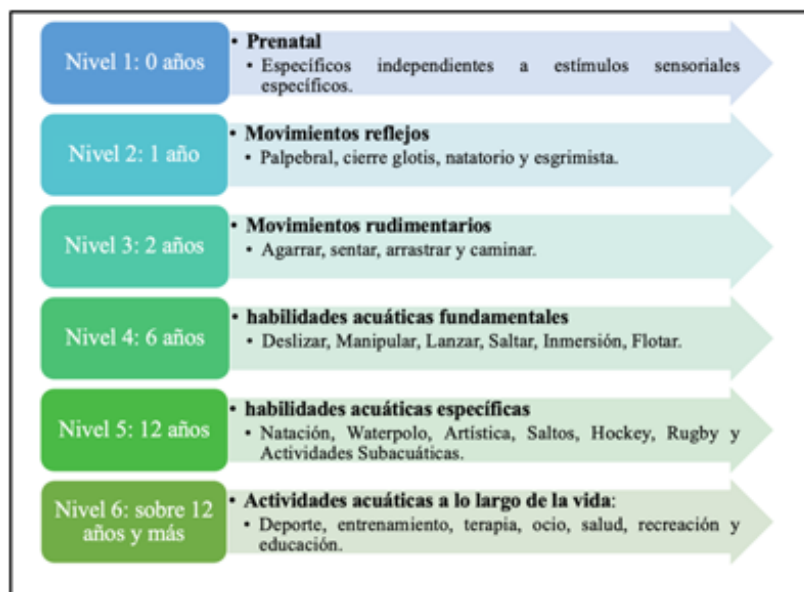 Nivel 1: 0 años
• Prenatal
• Específicos independientes a estímulos sensoriales
específicos.
Nivel 2: 1 año
• Movimientos reflejos
• Palpebral, cierre glotis, natatorio y esgrimista.
Nivel 3: 2 años
• Movimientos rudimentarios
• Agarrar, sentar, arrastrar y caminar.
Nivel 4: 6 años
• habilidades acuáticas fundamentales
• Deslizar, Manipular, Lanzar, Saltar, Inmersión, Flotar.
Nivel 5: 12 años
• habilidades acuáticas específicas
• Natación, Waterpolo, Artística, Saltos, Hockey, Rugby y
Actividades Subacuáticas.
Nivel 6: sobre 12
años y más
• Actividades acuáticas a lo largo de la vida:
• Deporte, entrenamiento, terapia, ocio, salud, recreación y
educación.